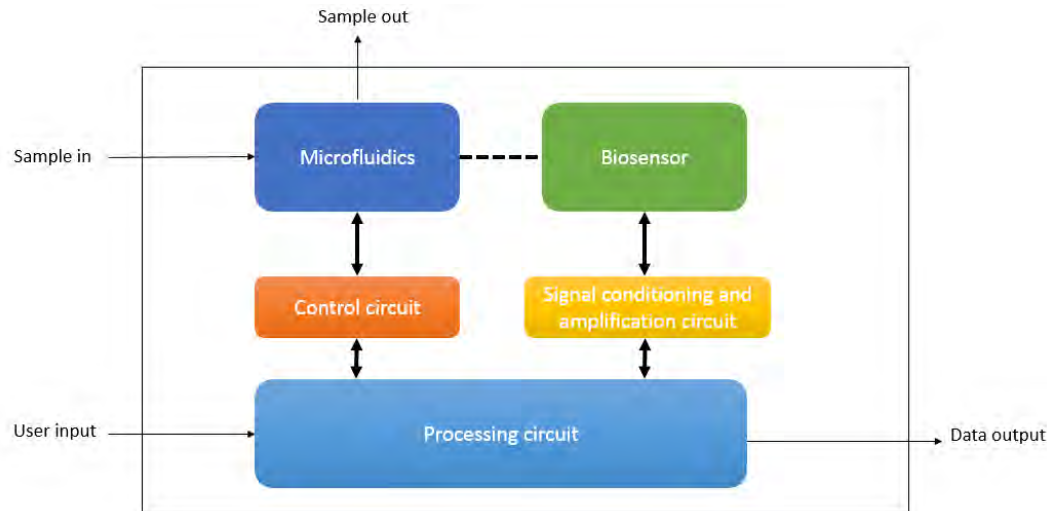 Sample out
Sample in
Microfluidics
Biosensor
Control circuit
Signal conditioning and
amplification circuit
User input
Processing circuit
Data output